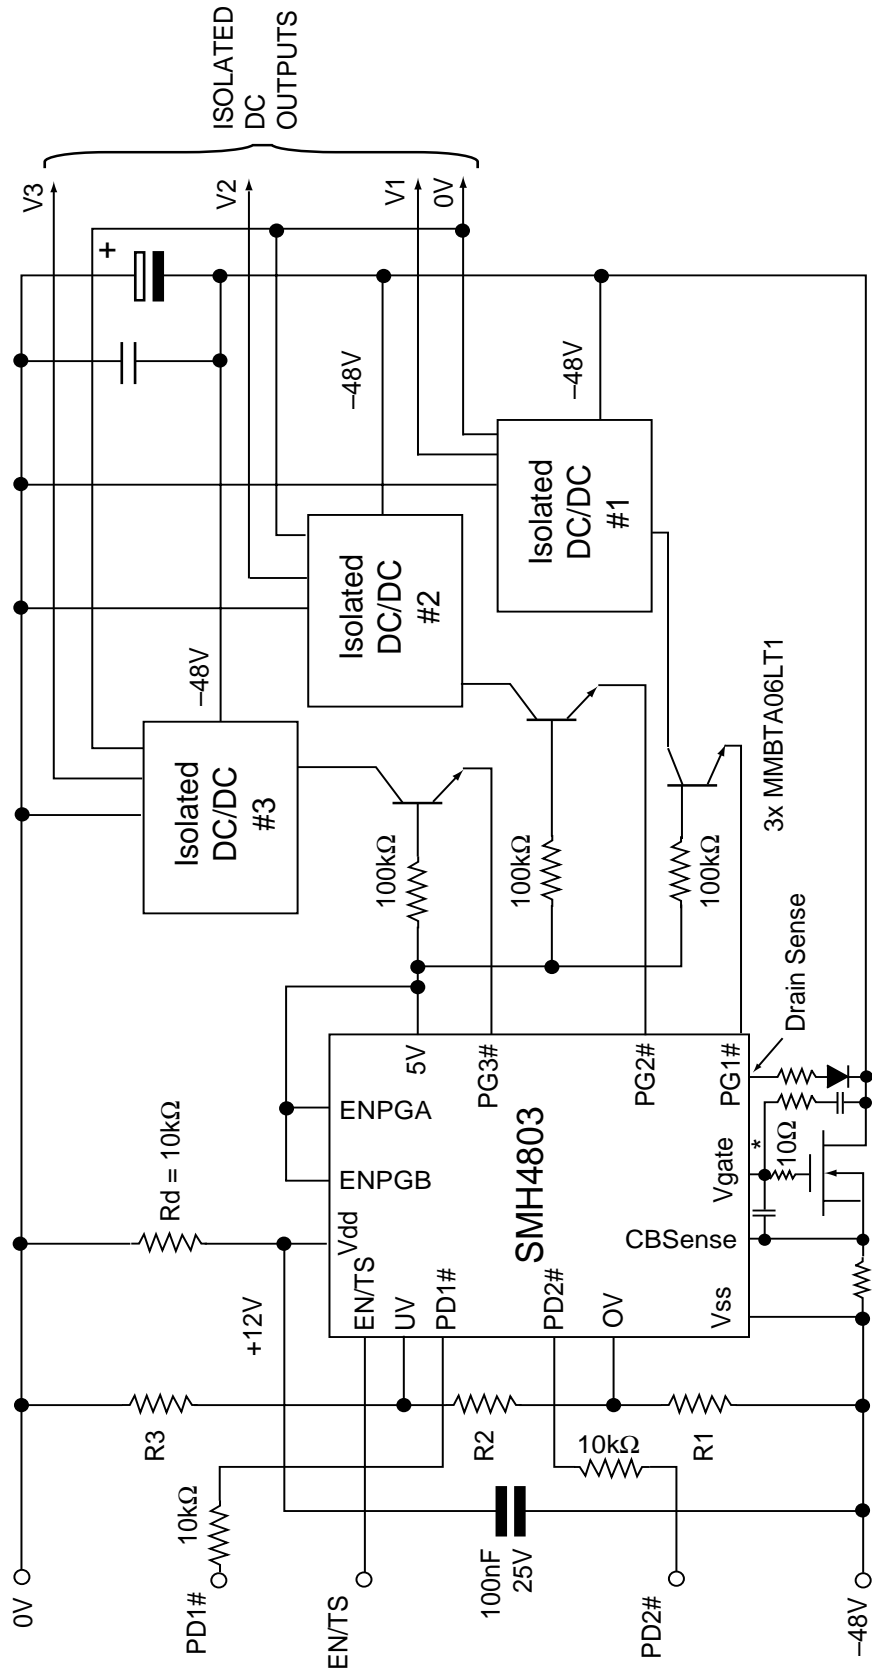 0V
PD1#
EN/TS
PD2#
–48V
10kΩ
100nF
25V
10kΩ
R3
R2
R1
+12V
Rd = 10kΩ
Vdd
EN/TS
UV
PD1#
PD2#
OV
Vss
ENPGB
ENPGA
SMH4803
CBSense
Vgate
5V
PG3#
PG2#
PG1#
*
10Ω
Drain Sense
100kΩ
100kΩ
100kΩ
3x MMBTA06LT1
Isolated
DC/DC
#3
Isolated
DC/DC
#2
Isolated
DC/DC
#1
–48V
–48V
–48V
+
V3
V2
V1
0V
ISOLATED
DC
OUTPUTS